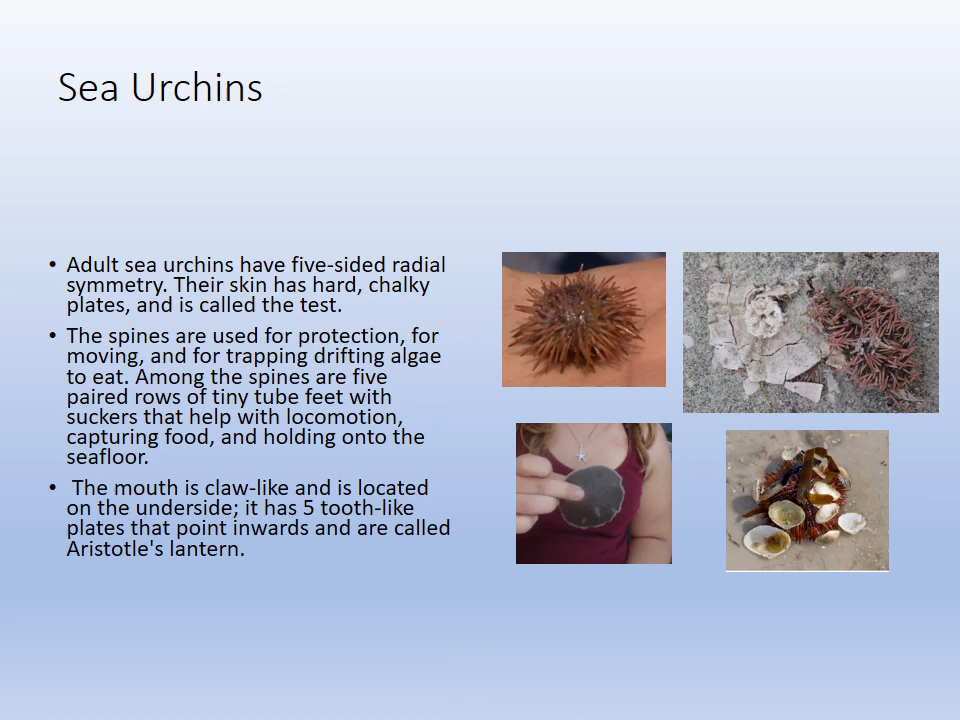 Sea Urchins
• Adult sea urchins have five-sided radial
symmetry. Their skin has hard, chalky
plates, and is called the test.
• The spines are used for protection, for
moving, and for trapping drifting algae
to eat. Among the spines are five
paired rows of tiny tube feet with
suckers that help with locomotion,
capturing food, and holding onto the
seafloor.
• The mouth is claw-like and is located
on the underside; it has 5 tooth-like
plates that point inwards and are called
Aristotle's lantern.